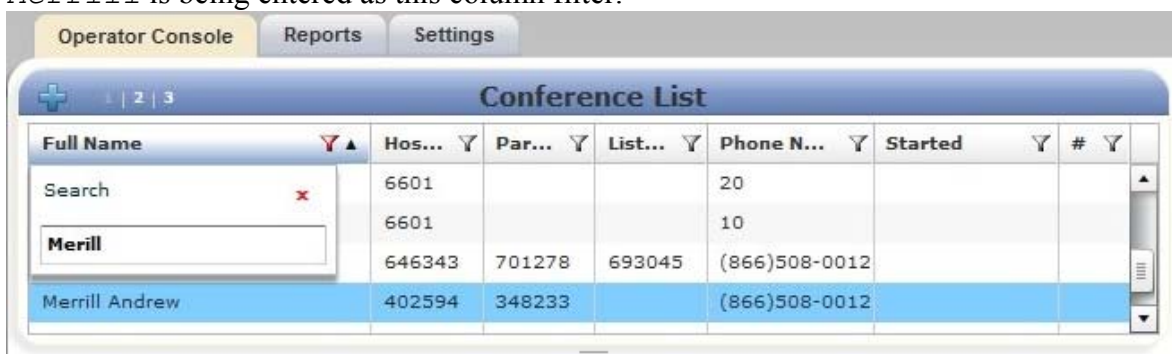 is being entered as this column filter.
Operator Console Reports Settings
1 | 2 | 3 Conference List
Full Name Hos... Par... List... Phone N... Started #
Search x 6601 20
6601 10
Merill
646343 701278 693045 (866)508-0012
Merrill Andrew 402594 348233 (866)508-0012